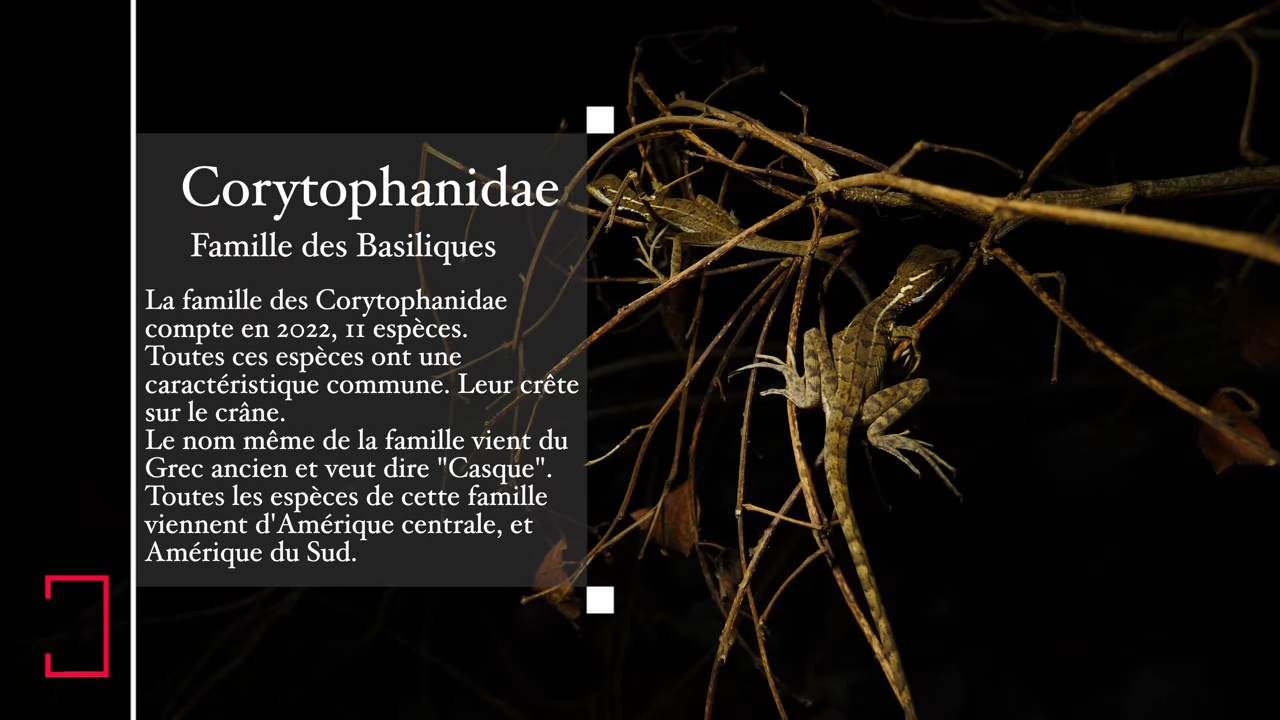 Corytophanidae
Famille des Basiliques
La famille des Corytophanidae
compte en 2022, 11 espèces.
Toutes ces espèces ont une
caractéristique commune. Leur crête
sur le crâne.
Le nom même de la famille vient du
Grec ancien et veut dire "Casque".
Toutes les espèces de cette famille
viennent d'Amérique centrale, et
Amérique du Sud.